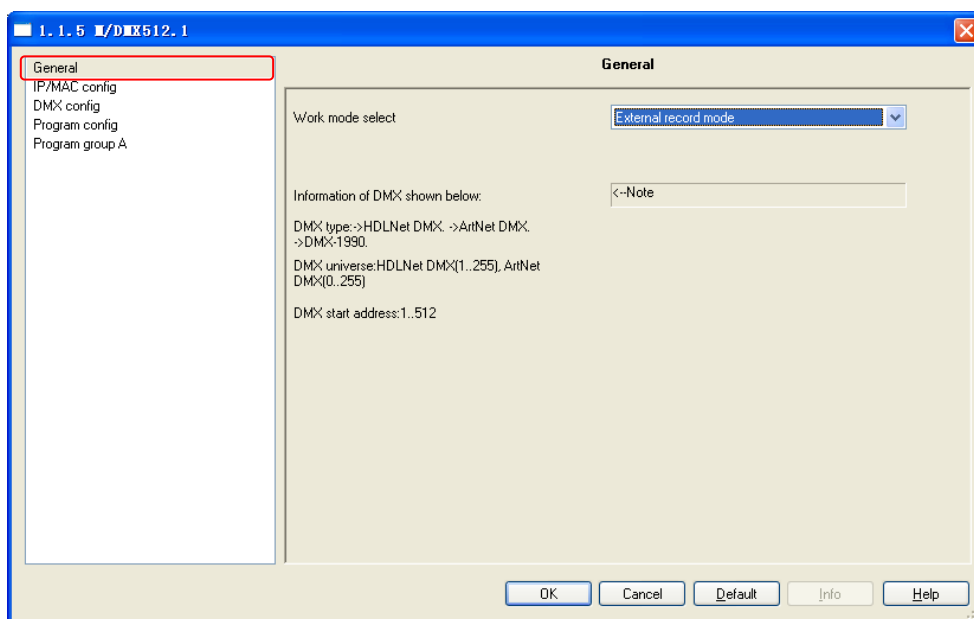 1.1.5 M/DMX512.1
General
IP/MAC config
DMX config
Program config
Program group A
General
Work mode select
External record mode
Information of DMX shown below:
<--Note
DMX type:->HDLNet DMX. ->ArtNet DMX.
->DMX-1990.
DMX universe:HDLNet DMX(1..255), ArtNet
DMX(0..255)
DMX start address:1..512
OK
Cancel
Default
Info
Help